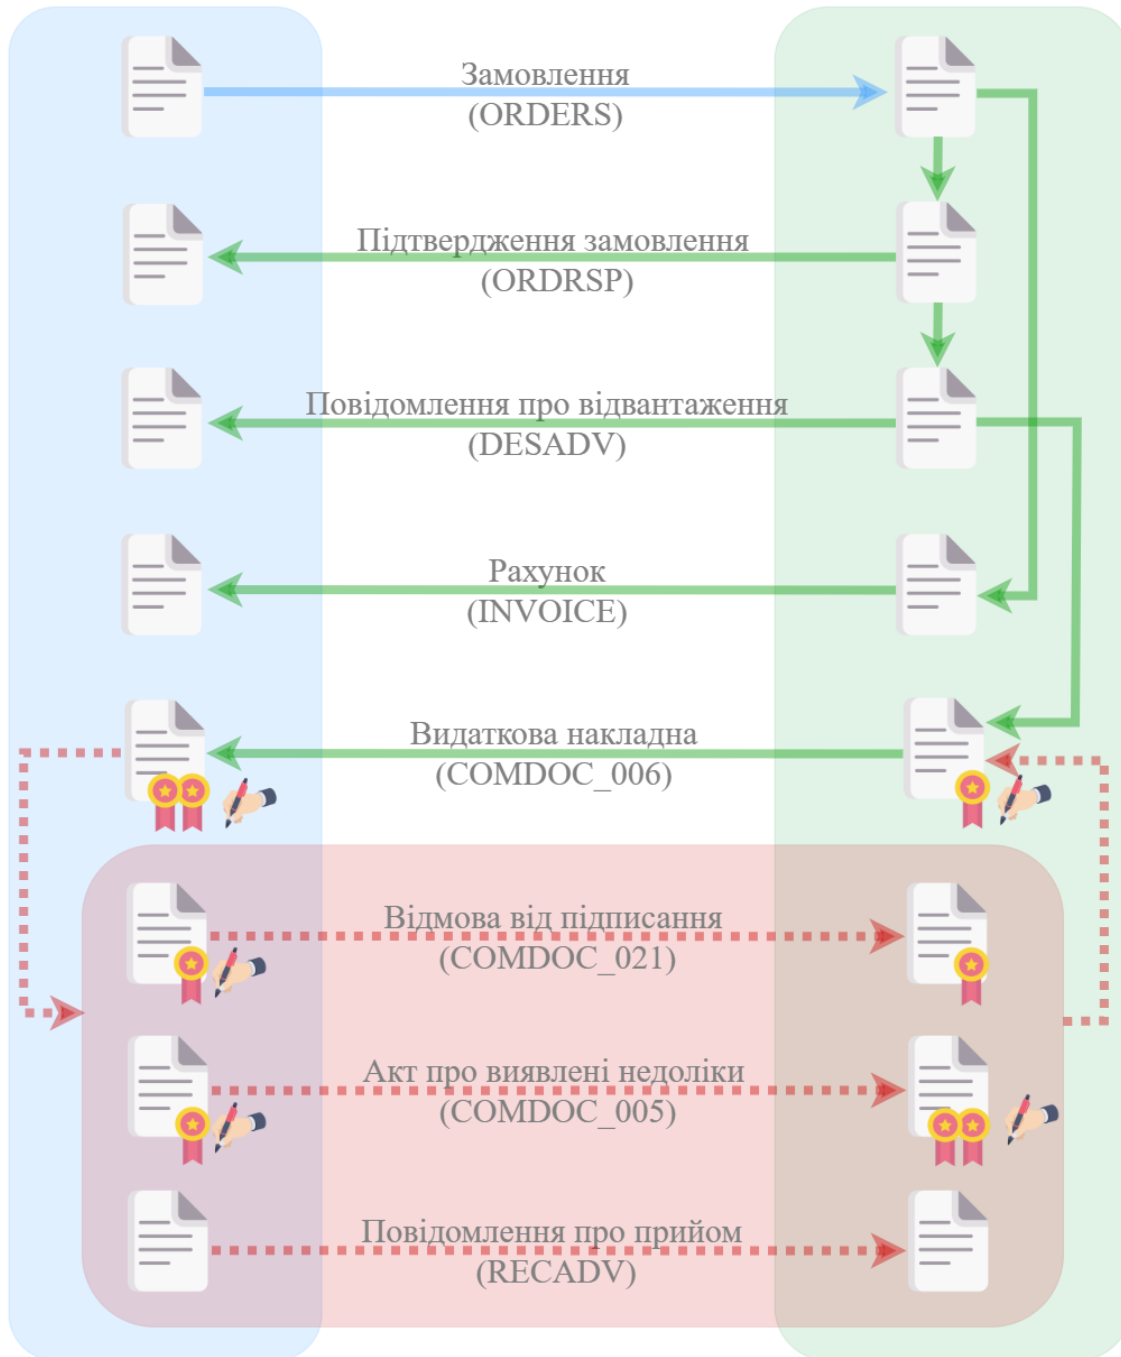 Замовлення
(ORDERS)
Підтвердження замовлення
(ORDRSP)
Повідомлення про відвантаження
(DESADV)
Рахунок
(INVOICE)
Видаткова накладна
(COMDOC_006)
Відмова від підписання
(COMDOC_021)
Акт про виявлені недоліки
(COMDOC_005)
Повідомлення про прийом
(RECADV)